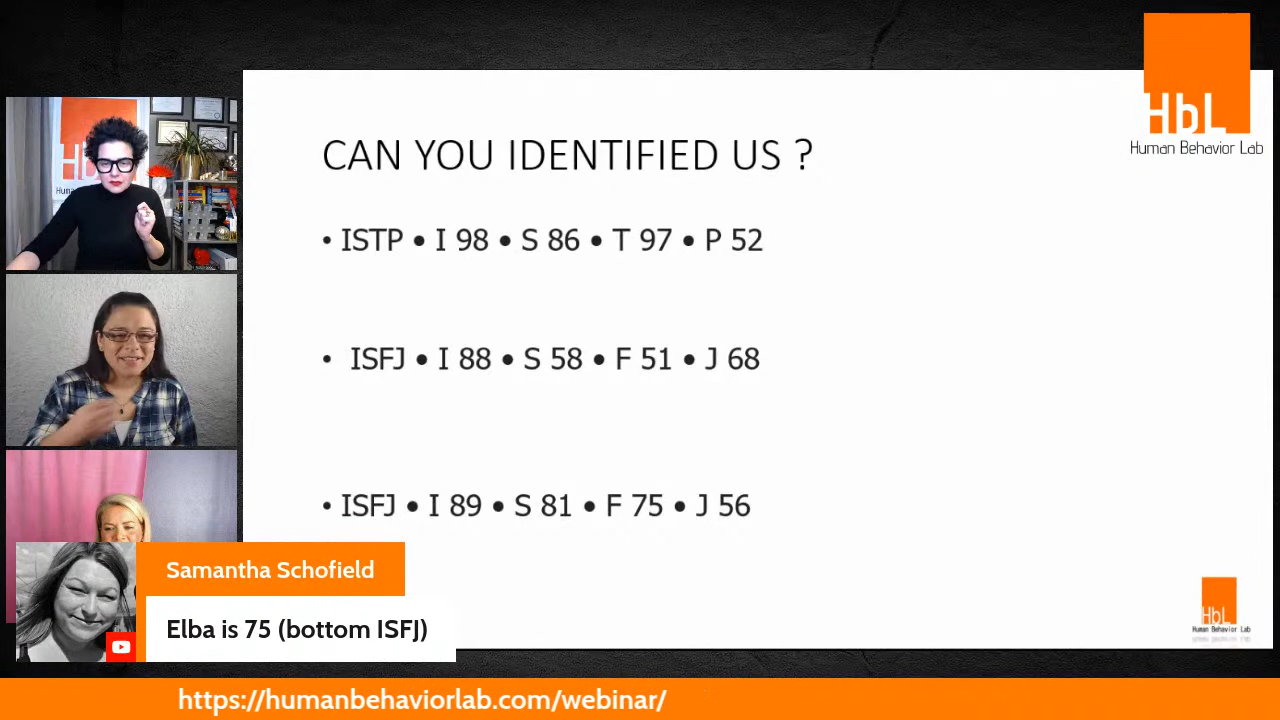 HbL
Human Behavior Lab
CAN YOU IDENTIFIED US ?
• ISTP • I 98 • S 86 • T 97 • P 52
• ISFJ • I 88 • S 58 • F 51 • J 68
• ISFJ • I 89 • S 81 • F 75 • J 56
Samantha Schofield
Elba is 75 (bottom ISFJ)
HbL
Human Behavior Lab
https://humanbehaviorlab.com/webinar/